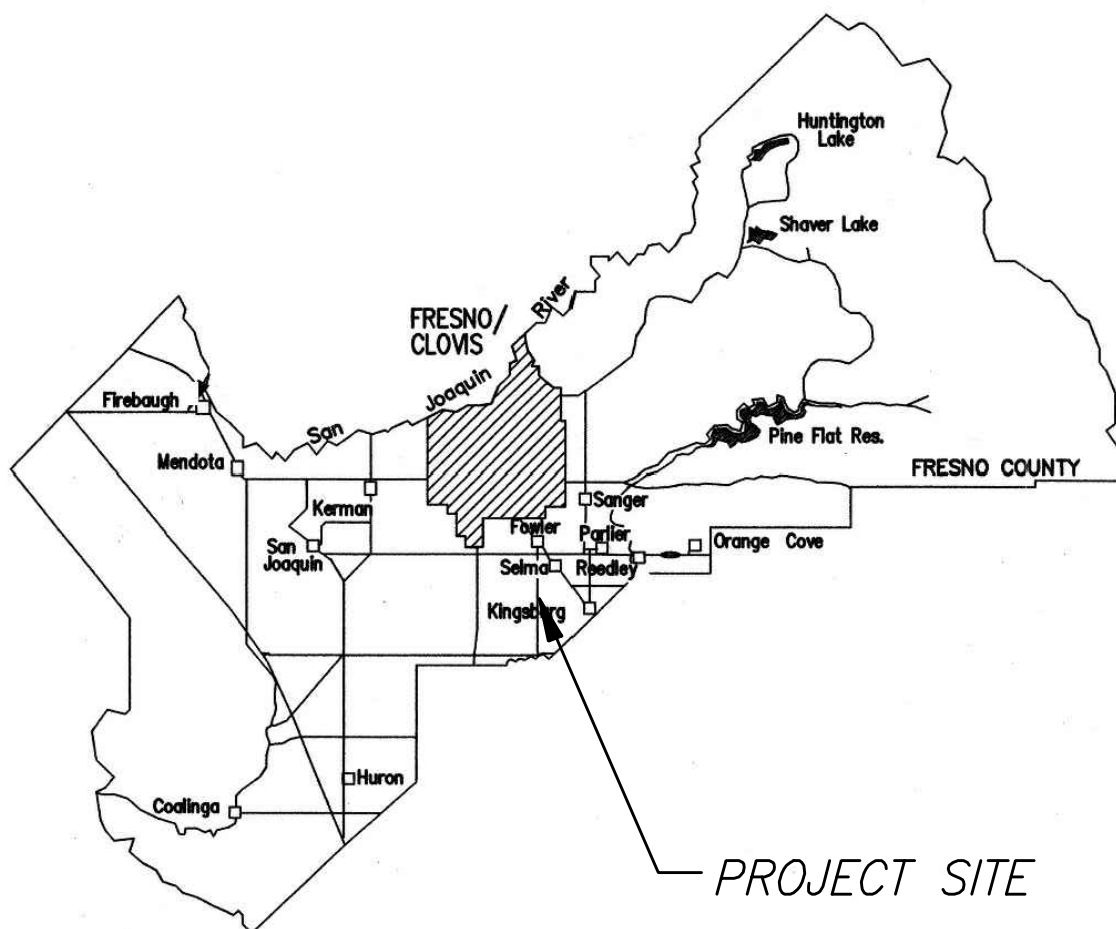 Huntington
Lake
Shaver Lake
FRESNO/
CLOVIS
San Joaquin River
Firebaugh
Mendota
Pine Flat Res.
FRESNO COUNTY
Kerman
Sanger
San
Joaquin
Fowler
Parlier
Orange Cove
Selma
Reedley
Kingsburg
Huron
Coalinga
PROJECT SITE